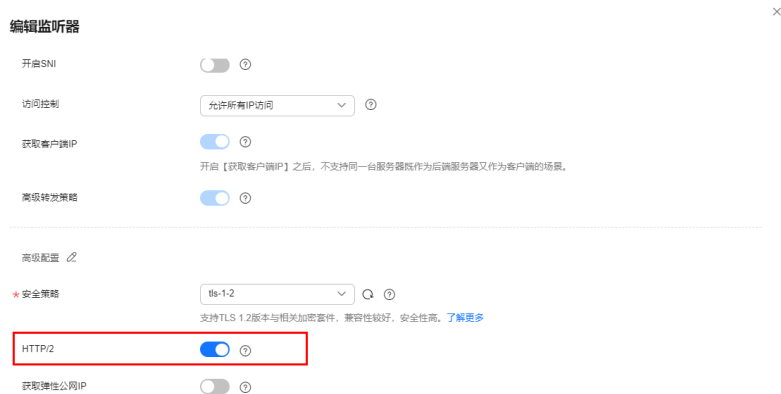 编辑监听器
开启SNI
访问控制 允许所有IP访问
获取客户端IP
开启【获取客户端IP】之后，不支持同一台服务器既作为后端服务器又作为客户端的场景。
高级转发策略
高级配置
* 安全策略 tls-1-2
支持TLS 1.2版本与相关加密套件，兼容性较好，安全性高。了解更多
HTTP/2
获取弹性公网IP